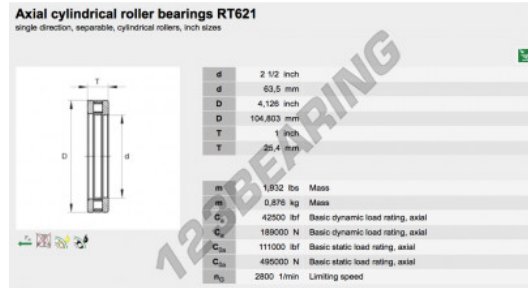 Axial cylindrical roller bearings RT621
single direction, separable, cylindrical rollers, inch sizes
T
D
d
d 2 1/2 inch
d 63,5 mm
D 4,126 inch
D 104,803 mm
T 1 inch
T 25,4 mm
m 1,932 lbs Mass
m 0,876 kg Mass
Ca 42500 lbf Basic dynamic load rating, axial
Ca 189000 N Basic dynamic load rating, axial
C0a 111000 lbf Basic static load rating, axial
C0a 495000 N Basic static load rating, axial
nG 2800 1/min Limiting speed
123BEARING